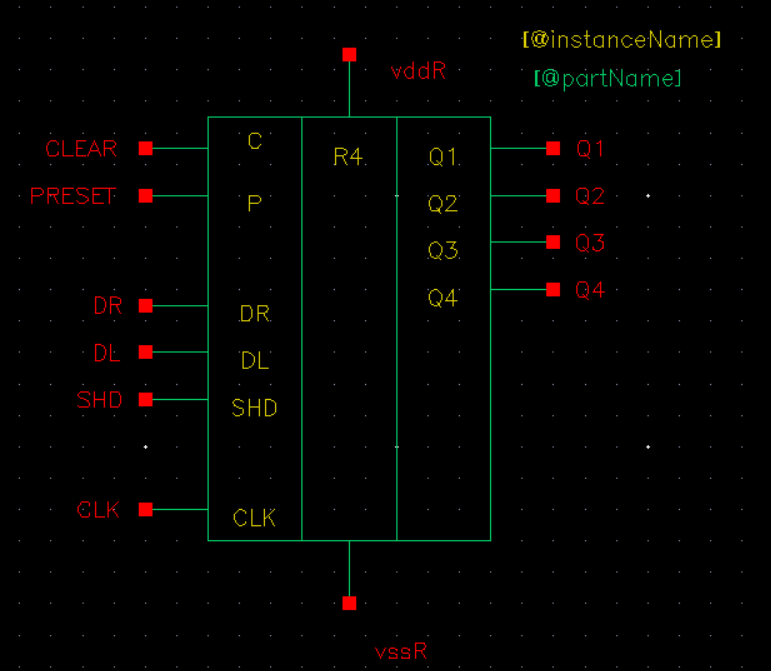 [@instanceName]
vddR
[@partName]
CLEAR C R4 Q1 Q1
PRESET P Q2 Q2
Q3 Q3
DR DR Q4 Q4
DL DL
SHD SHD
CLK CLK
vssR